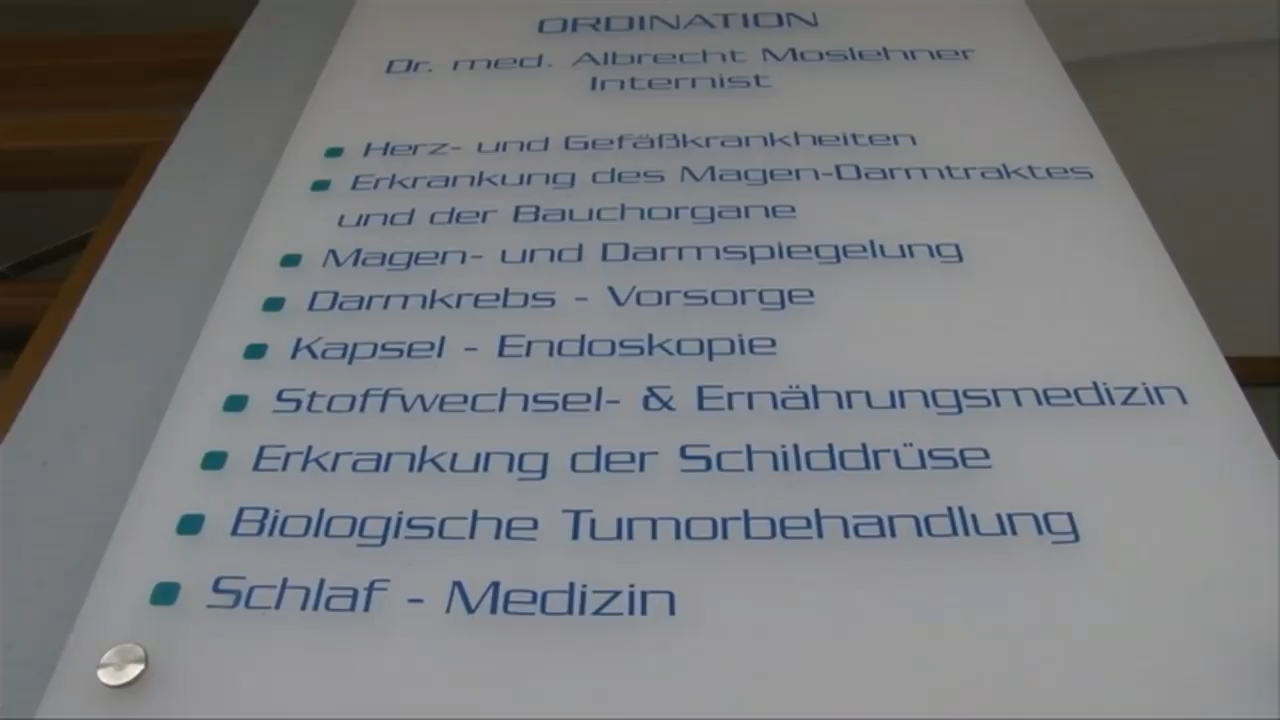 ORDINATION
Dr. med. Albrecht Moslehner
Internist
Herz- und Gefäßkrankheiten
Erkrankung des Magen-Darmtraktes
und der Bauchorgane
Magen- und Darmspiegelung
Darmkrebs - Vorsorge
Kapsel - Endoskopie
Stoffwechsel- & Ernährungsmedizin
Erkrankung der Schilddrüse
Biologische Tumorbehandlung
Schlaf - Medizin